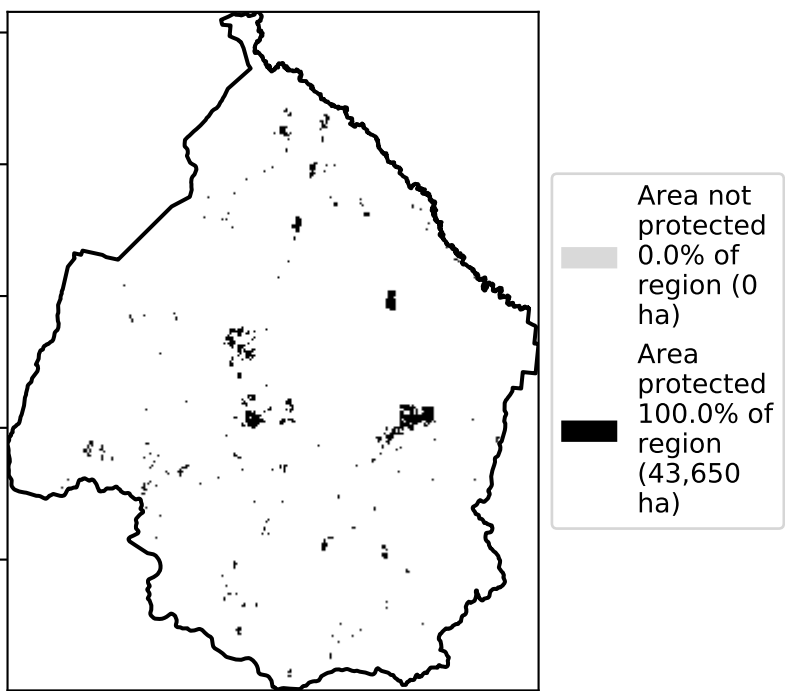 Area not
protected
0.0% of
region (0
ha)
Area
protected
100.0% of
region
(43,650
ha)